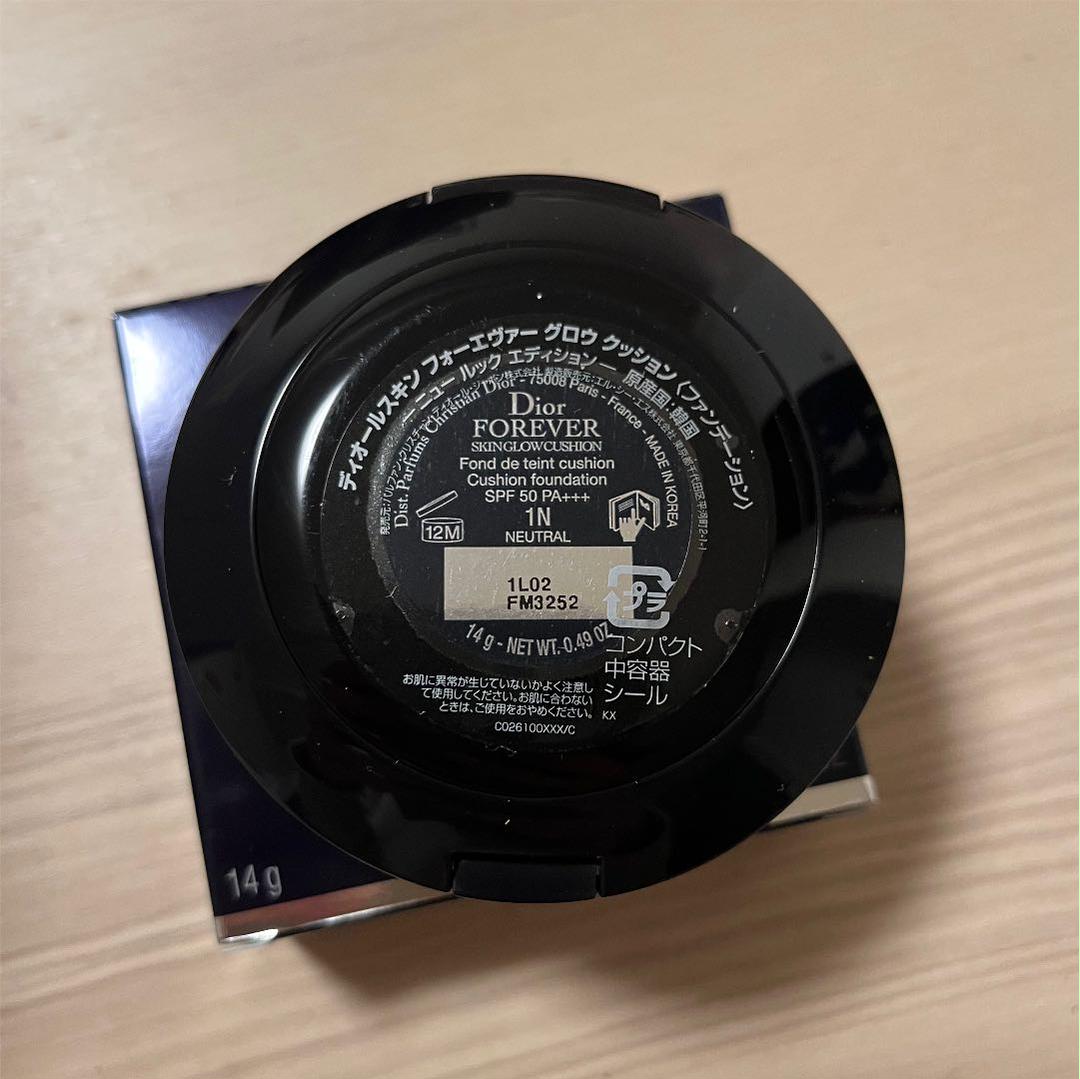 ディオールスキン フォーエヴァー グロウ クッション〈ファンデーション〉
ーニュー ルック エディションー 原産国:韓国
Dist. Parfums Christian Dior - 75008 Paris - France - MADE IN KOREA
Dior
FOREVER
SKINGLOWCUSHION
Fond de teint cushion
Cushion foundation
SPF 50 PA+++
1N
NEUTRAL
12M
1L02
FM3252
14 g - NET WT. 0.49 OZ
プラ
コンパクト
中容器
シール
お肌に異常が生じていないかよく注意し
て使用してください。お肌に合わない
ときは、ご使用をおやめください。 KX
C026100XXX/C
14 g